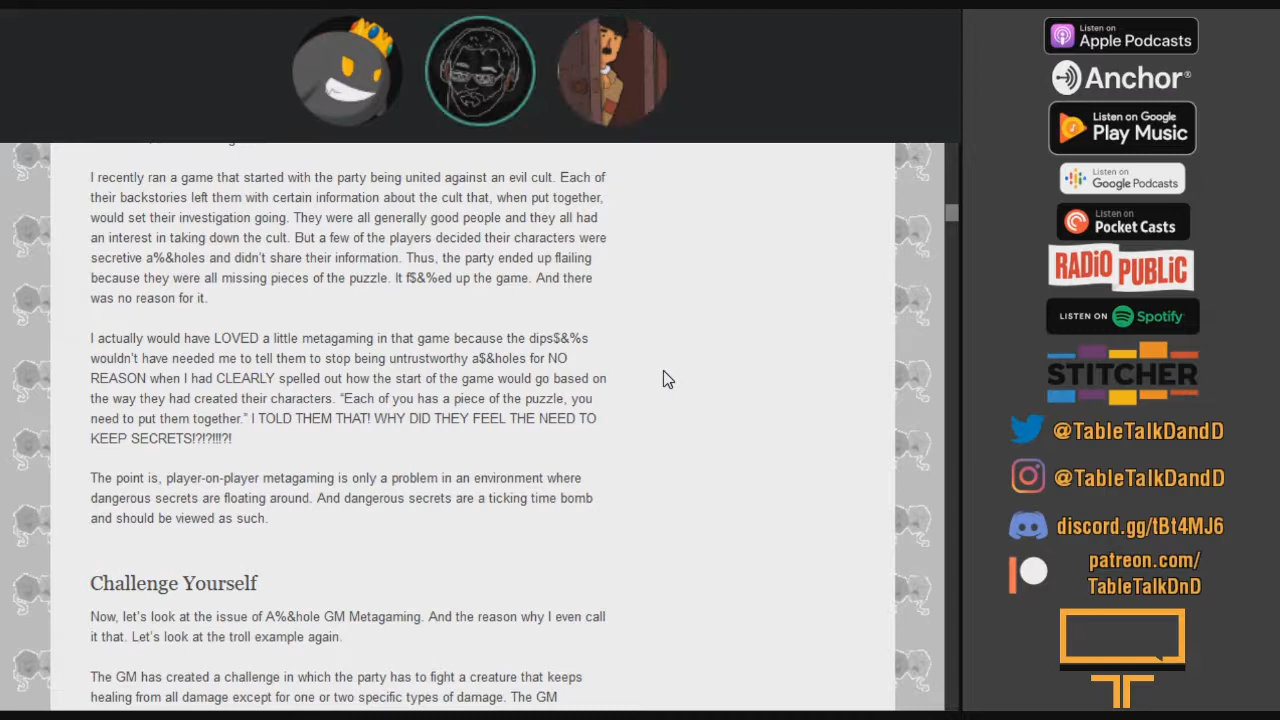 I recently ran a game that started with the party being united against an evil cult. Each of
their backstories left them with certain information about the cult that, when put together,
would set their investigation going. They were all generally good people and they all had
an interest in taking down the cult. But a few of the players decided their characters were
secretive a%&holes and didn’t share their information. Thus, the party ended up flailing
because they were all missing pieces of the puzzle. It f$&%ed up the game. And there
was no reason for it.
I actually would have LOVED a little metagaming in that game because the dips$&%s
wouldn’t have needed me to tell them to stop being untrustworthy a$&holes for NO
REASON when I had CLEARLY spelled out how the start of the game would go based on
the way they had created their characters. “Each of you has a piece of the puzzle, you
need to put them together.” I TOLD THEM THAT! WHY DID THEY FEEL THE NEED TO
KEEP SECRETS!?!?!!!?!
The point is, player-on-player metagaming is only a problem in an environment where
dangerous secrets are floating around. And dangerous secrets are a ticking time bomb
and should be viewed as such.
Challenge Yourself
Now, let’s look at the issue of A%&hole GM Metagaming. And the reason why I even call
it that. Let’s look at the troll example again.
The GM has created a challenge in which the party has to fight a creature that keeps
healing from all damage except for one or two specific types of damage. The GM
Listen on
Apple Podcasts
Anchor®
Listen on Google
Play Music
Listen on
Google Podcasts
Listen on
Pocket Casts
RADIO
PUBLIC
LISTEN ON Spotify
STITCHER
@TableTalkDandD
@TableTalkDandD
discord.gg/tBt4MJ6
patreon.com/
TableTalkDnD